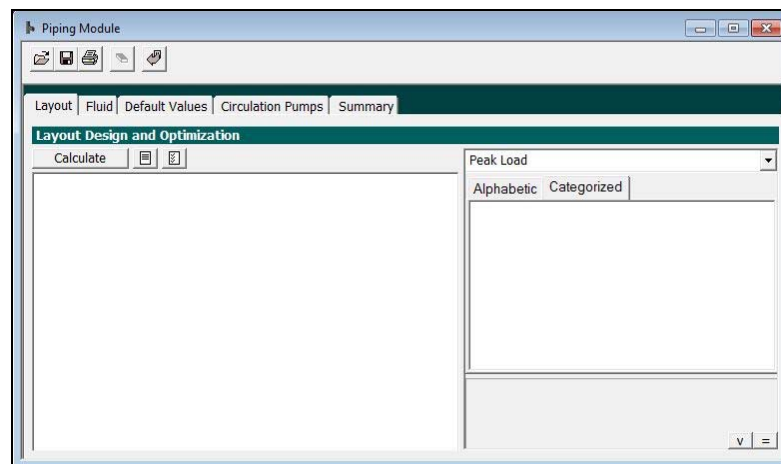 Piping Module
Layout Fluid Default Values Circulation Pumps Summary
Layout Design and Optimization
Calculate
Peak Load
Alphabetic Categorized
v =